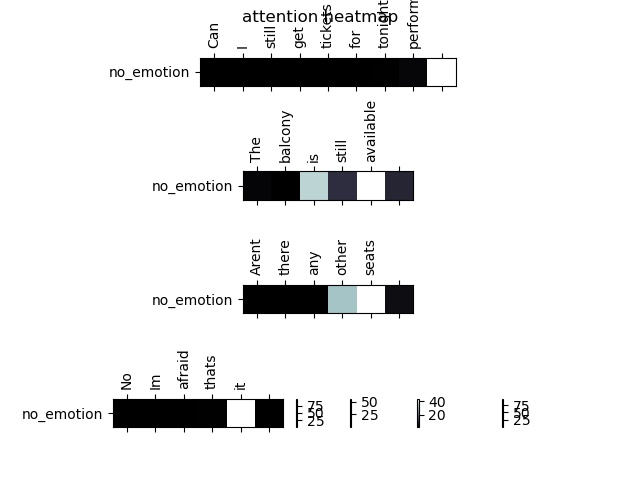 attention heatmap
Can I still get tickets for tonight perform
no_emotion
The balcony is still available
no_emotion
Arent there any other seats
no_emotion
No Im afraid thats it
no_emotion
75 50 25
50 25
40 20
75 50 25